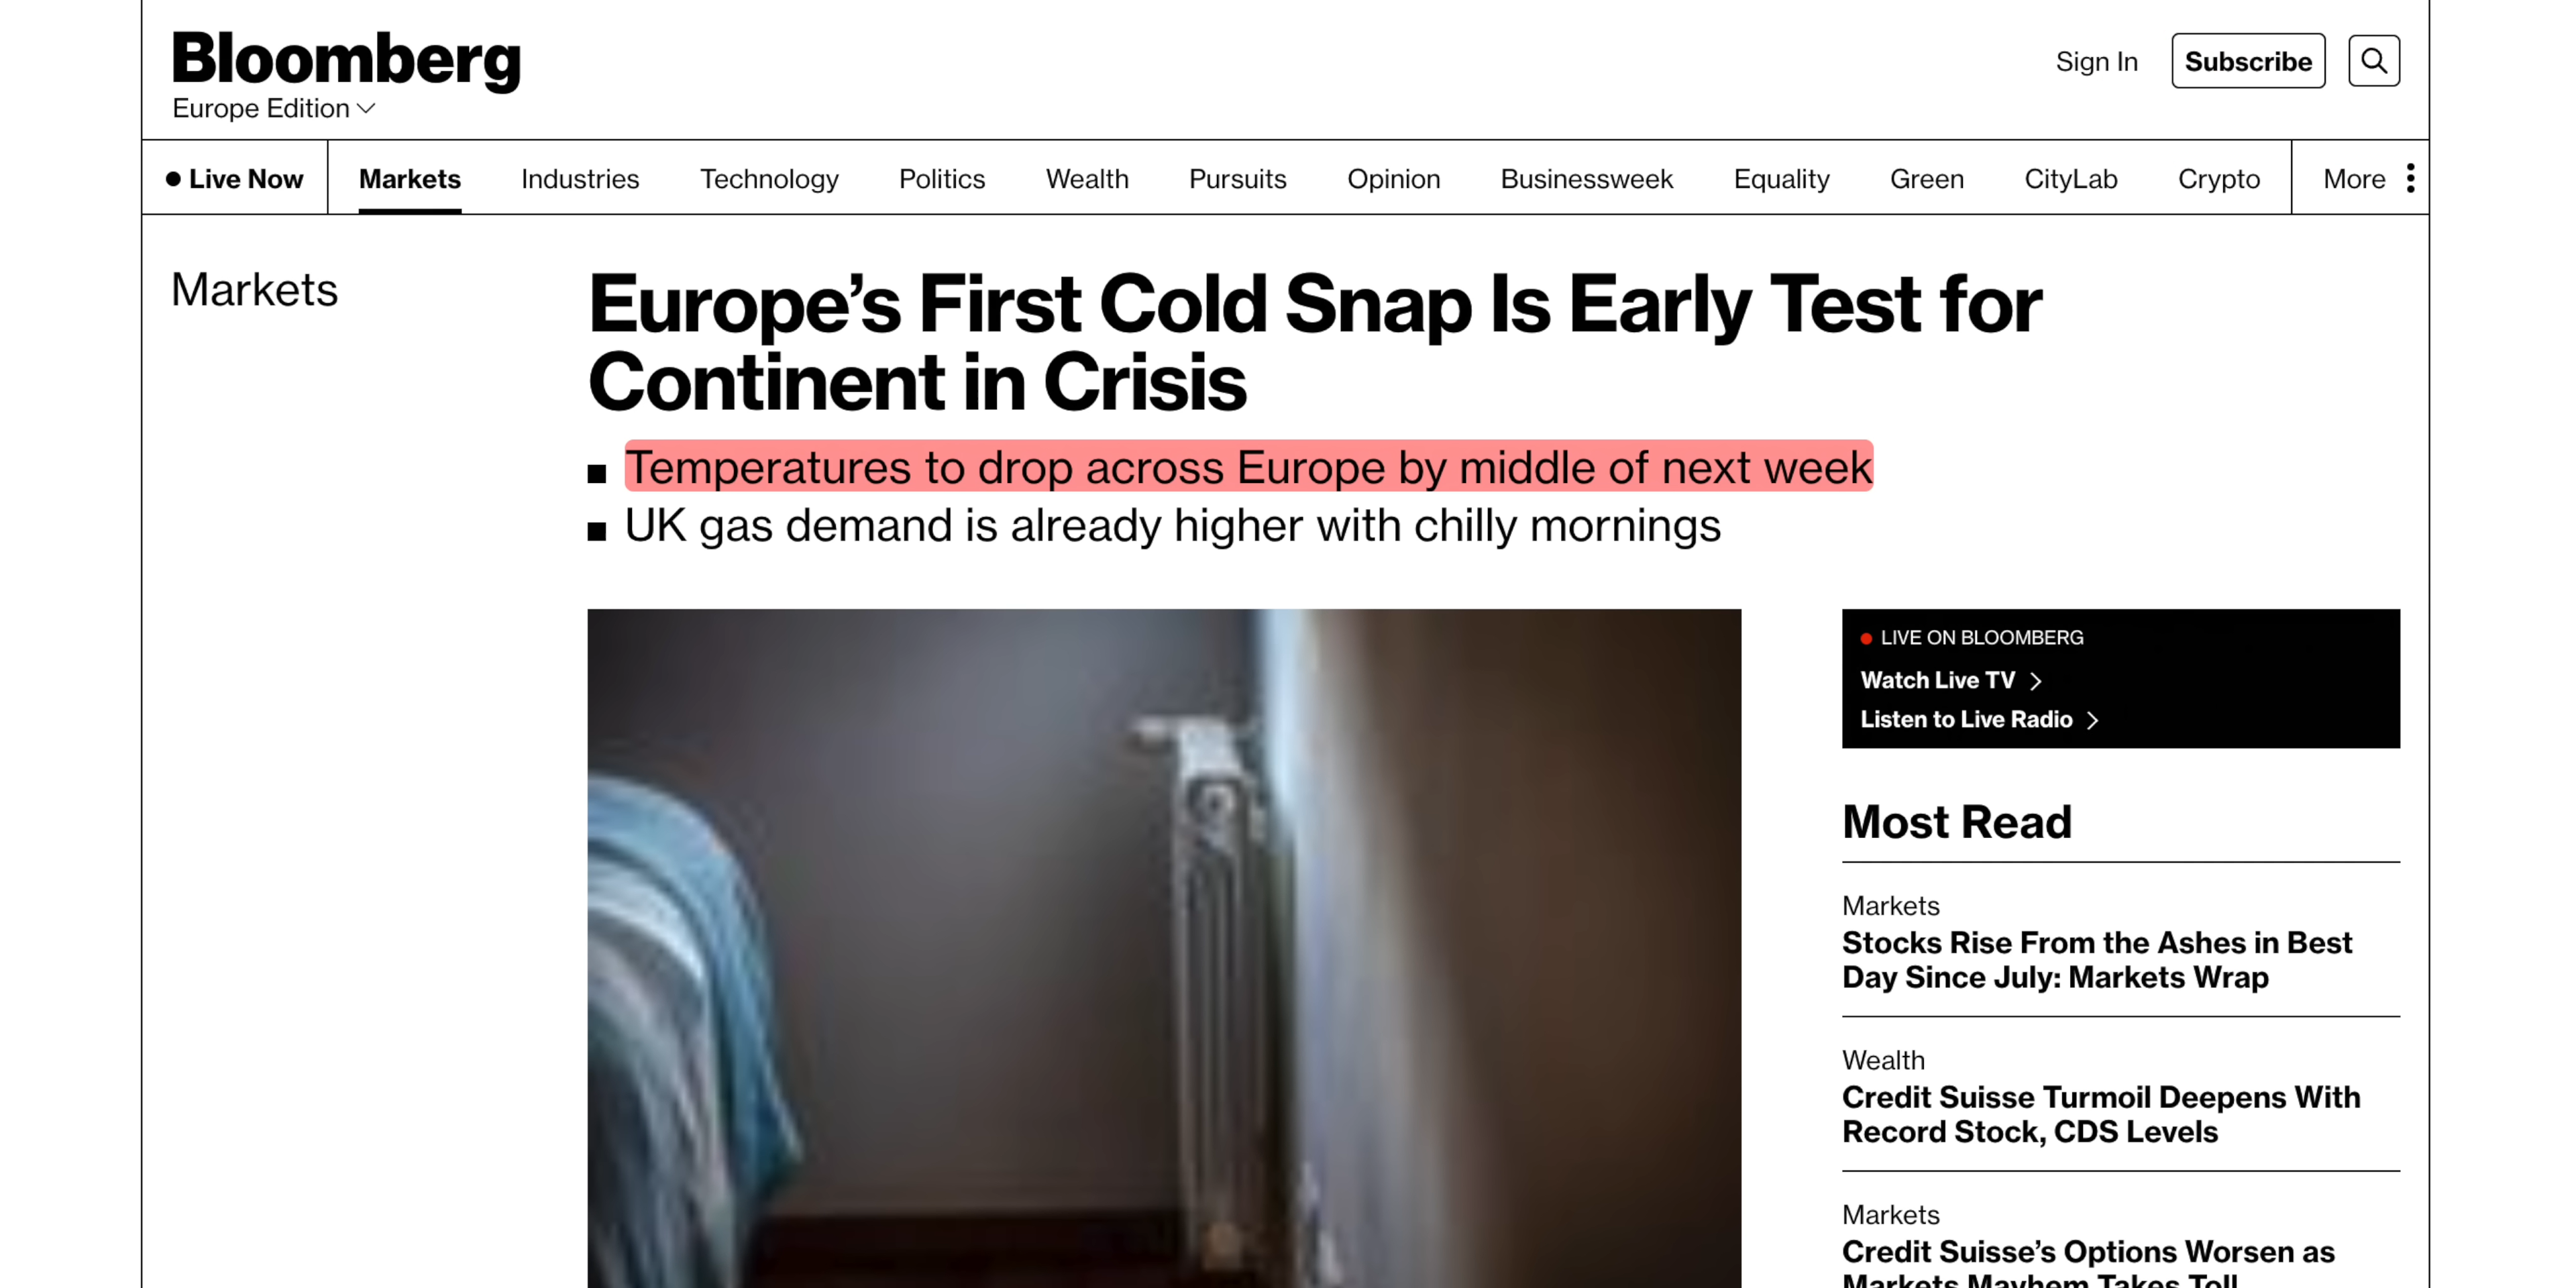 Bloomberg
Europe Edition
Sign In
Subscribe
Live Now
Markets
Industries
Technology
Politics
Wealth
Pursuits
Opinion
Businessweek
Equality
Green
CityLab
Crypto
More
Markets
Europe’s First Cold Snap Is Early Test for
Continent in Crisis
■ Temperatures to drop across Europe by middle of next week
■ UK gas demand is already higher with chilly mornings
LIVE ON BLOOMBERG
Watch Live TV
Listen to Live Radio
Most Read
Markets
Stocks Rise From the Ashes in Best
Day Since July: Markets Wrap
Wealth
Credit Suisse Turmoil Deepens With
Record Stock, CDS Levels
Markets
Credit Suisse’s Options Worsen as
Markets Mayhem Takes Toll